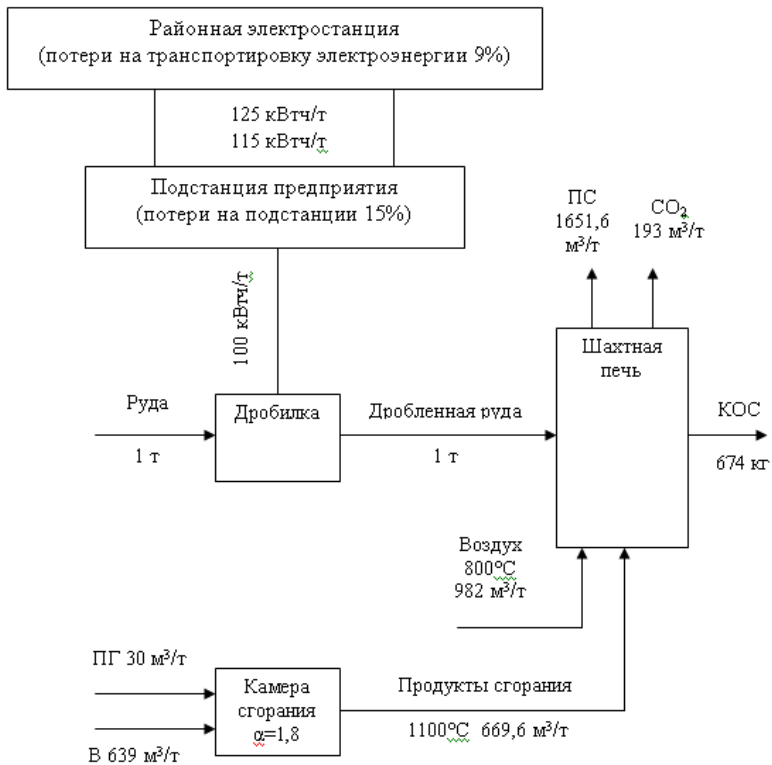 Районная электростанция
(потери на транспортировку электроэнергии 9%)
125 кВтч/т
115 кВтч/т
Подстанция предприятия
(потери на подстанции 15%)
100 кВтч/т
ПС
1651,6
м³/т
CO₂
193 м³/т
Шахтная
печь
Руда
1 т
Дробилка
Дробленная руда
1 т
КОС
674 кг
Воздух
800°С
982 м³/т
ПГ 30 м³/т
В 639 м³/т
Камера
сгорания
α=1,8
Продукты сгорания
1100°С 669,6 м³/т